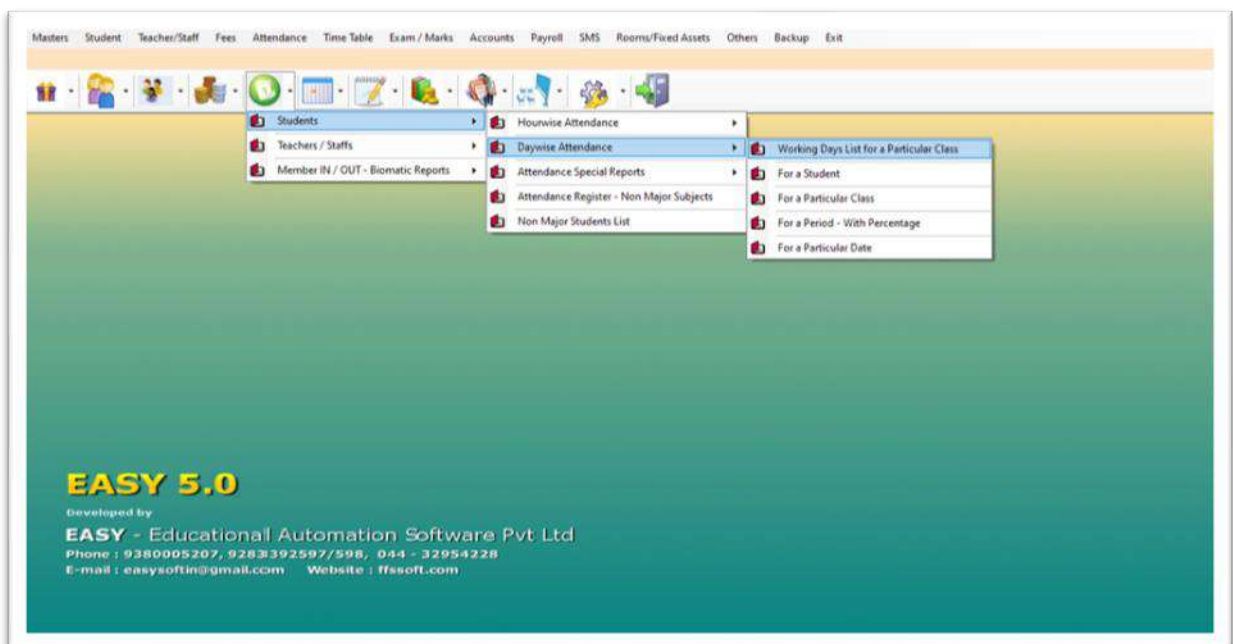 Masters Student Teacher/Staff Fees Attendance Time Table Exam / Marks Accounts Payroll SMS Rooms/Fixed Assets Others Backup Exit
Students
Teachers / Staffs
Member IN / OUT - Biomatic Reports
Hourwise Attendance
Daywise Attendance
Attendance Special Reports
Attendance Register - Non Major Subjects
Non Major Students List
Working Days List for a Particular Class
For a Student
For a Particular Class
For a Period - With Percentage
For a Particular Date
EASY 5.0
Developed by
EASY - Educationall Automation Software Pvt Ltd
Phone : 9380005207, 9283392597/598, 044 - 32954228
E-mail : easysoftin@gmail.com Website : ffssoft.com